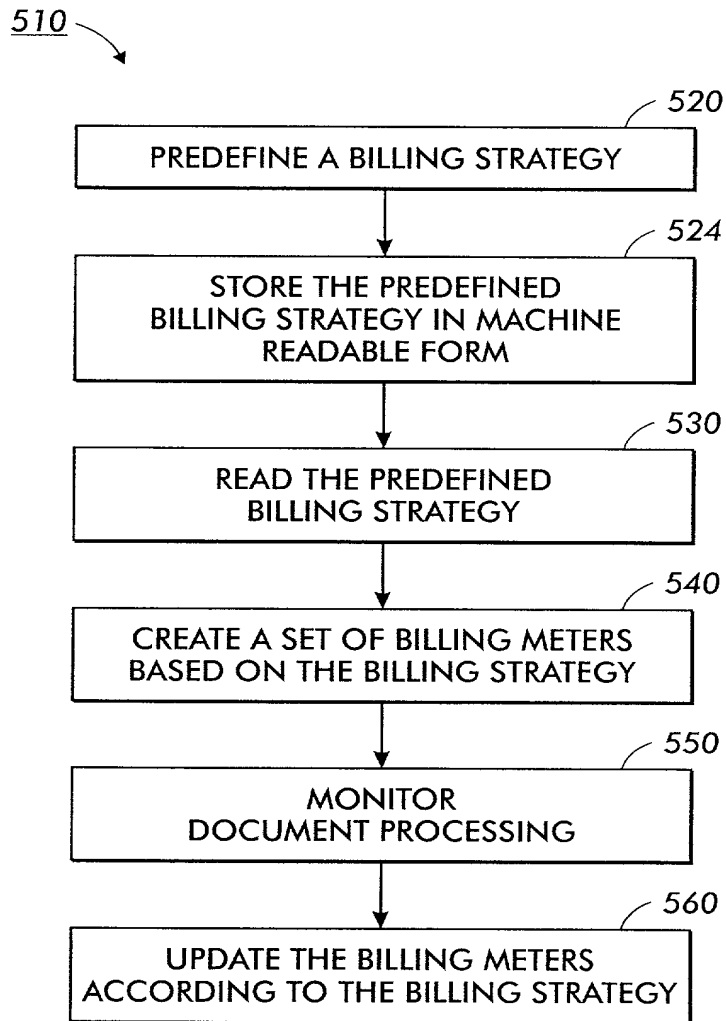 510
520
PREDEFINE A BILLING STRATEGY
524
STORE THE PREDEFINED
BILLING STRATEGY IN MACHINE
READABLE FORM
530
READ THE PREDEFINED
BILLING STRATEGY
540
CREATE A SET OF BILLING METERS
BASED ON THE BILLING STRATEGY
550
MONITOR
DOCUMENT PROCESSING
560
UPDATE THE BILLING METERS
ACCORDING TO THE BILLING STRATEGY